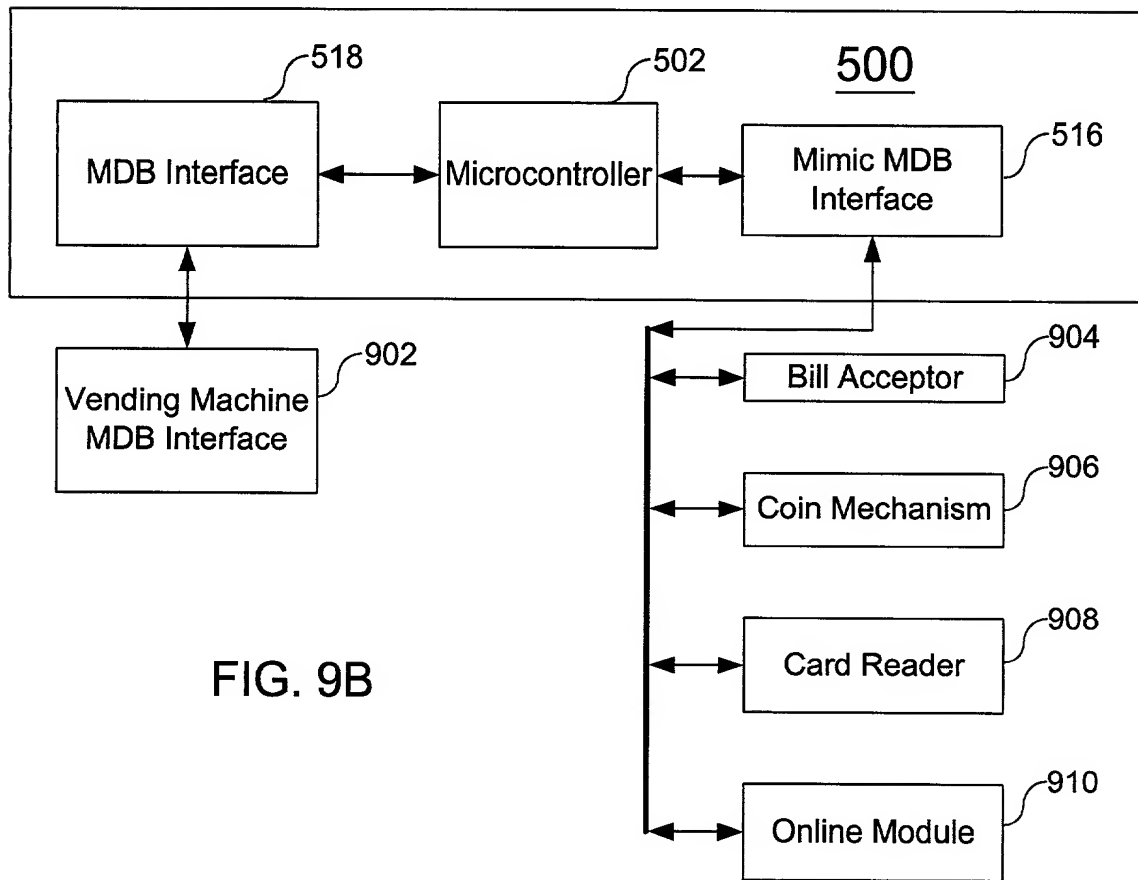 518
502
500
516
MDB Interface
Microcontroller
Mimic MDB
Interface
902
Vending Machine
MDB Interface
904
Bill Acceptor
906
Coin Mechanism
908
Card Reader
FIG. 9B
910
Online Module